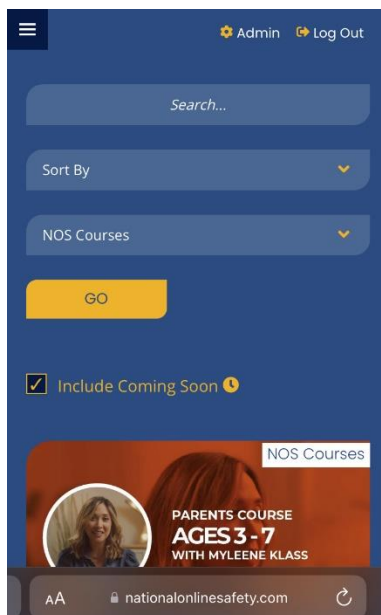 Admin
Log Out
Search...
Sort By
NOS Courses
GO
Include Coming Soon
NOS Courses
PARENTS COURSE
AGES 3 - 7
WITH MYLEENE KLASS
AA
nationalonlinesafety.com